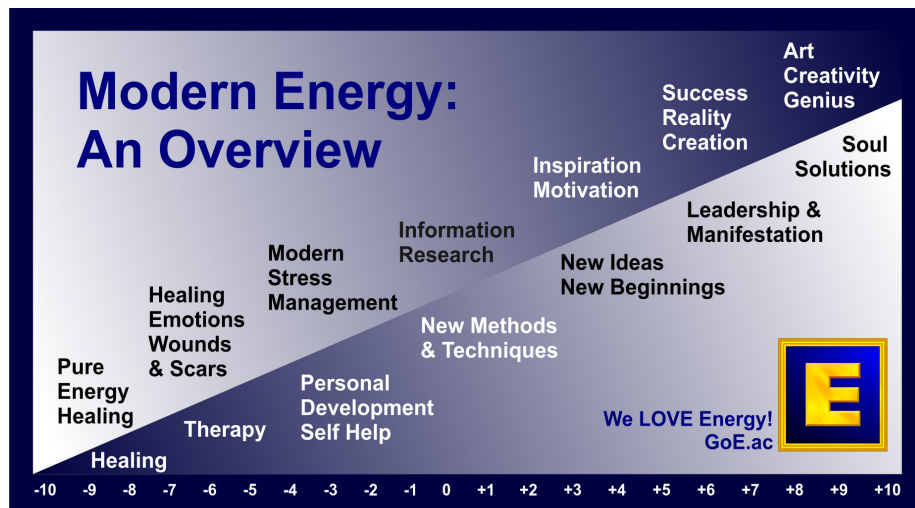 Modern Energy:
An Overview
Art
Creativity
Genius
Success
Reality
Creation
Soul
Solutions
Inspiration
Motivation
Leadership &
Manifestation
Information
Research
Modern
Stress
Management
New Ideas
New Beginnings
Healing
Emotions
Wounds
& Scars
New Methods
& Techniques
Pure
Energy
Healing
Personal
Development
Self Help
Therapy
Healing
We LOVE Energy!
GoE.ac
E
-10 -9 -8 -7 -6 -5 -4 -3 -2 -1 0 +1 +2 +3 +4 +5 +6 +7 +8 +9 +10